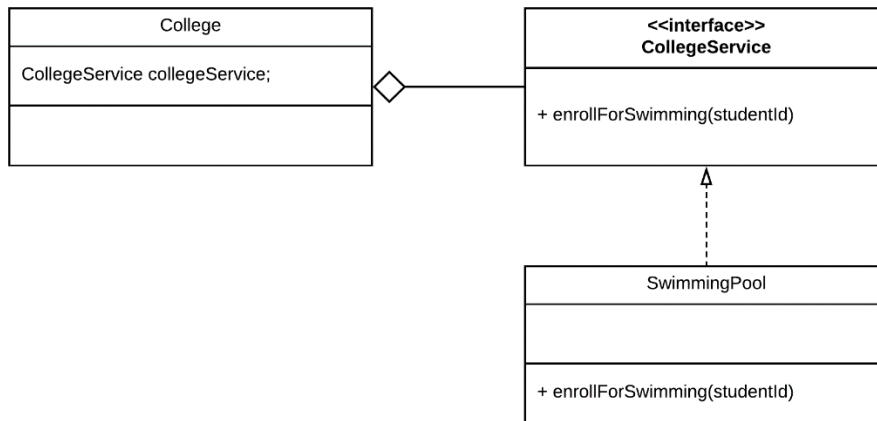 College
CollegeService collegeService;
<<interface>>
CollegeService
+ enrollForSwimming(studentId)
SwimmingPool
+ enrollForSwimming(studentId)